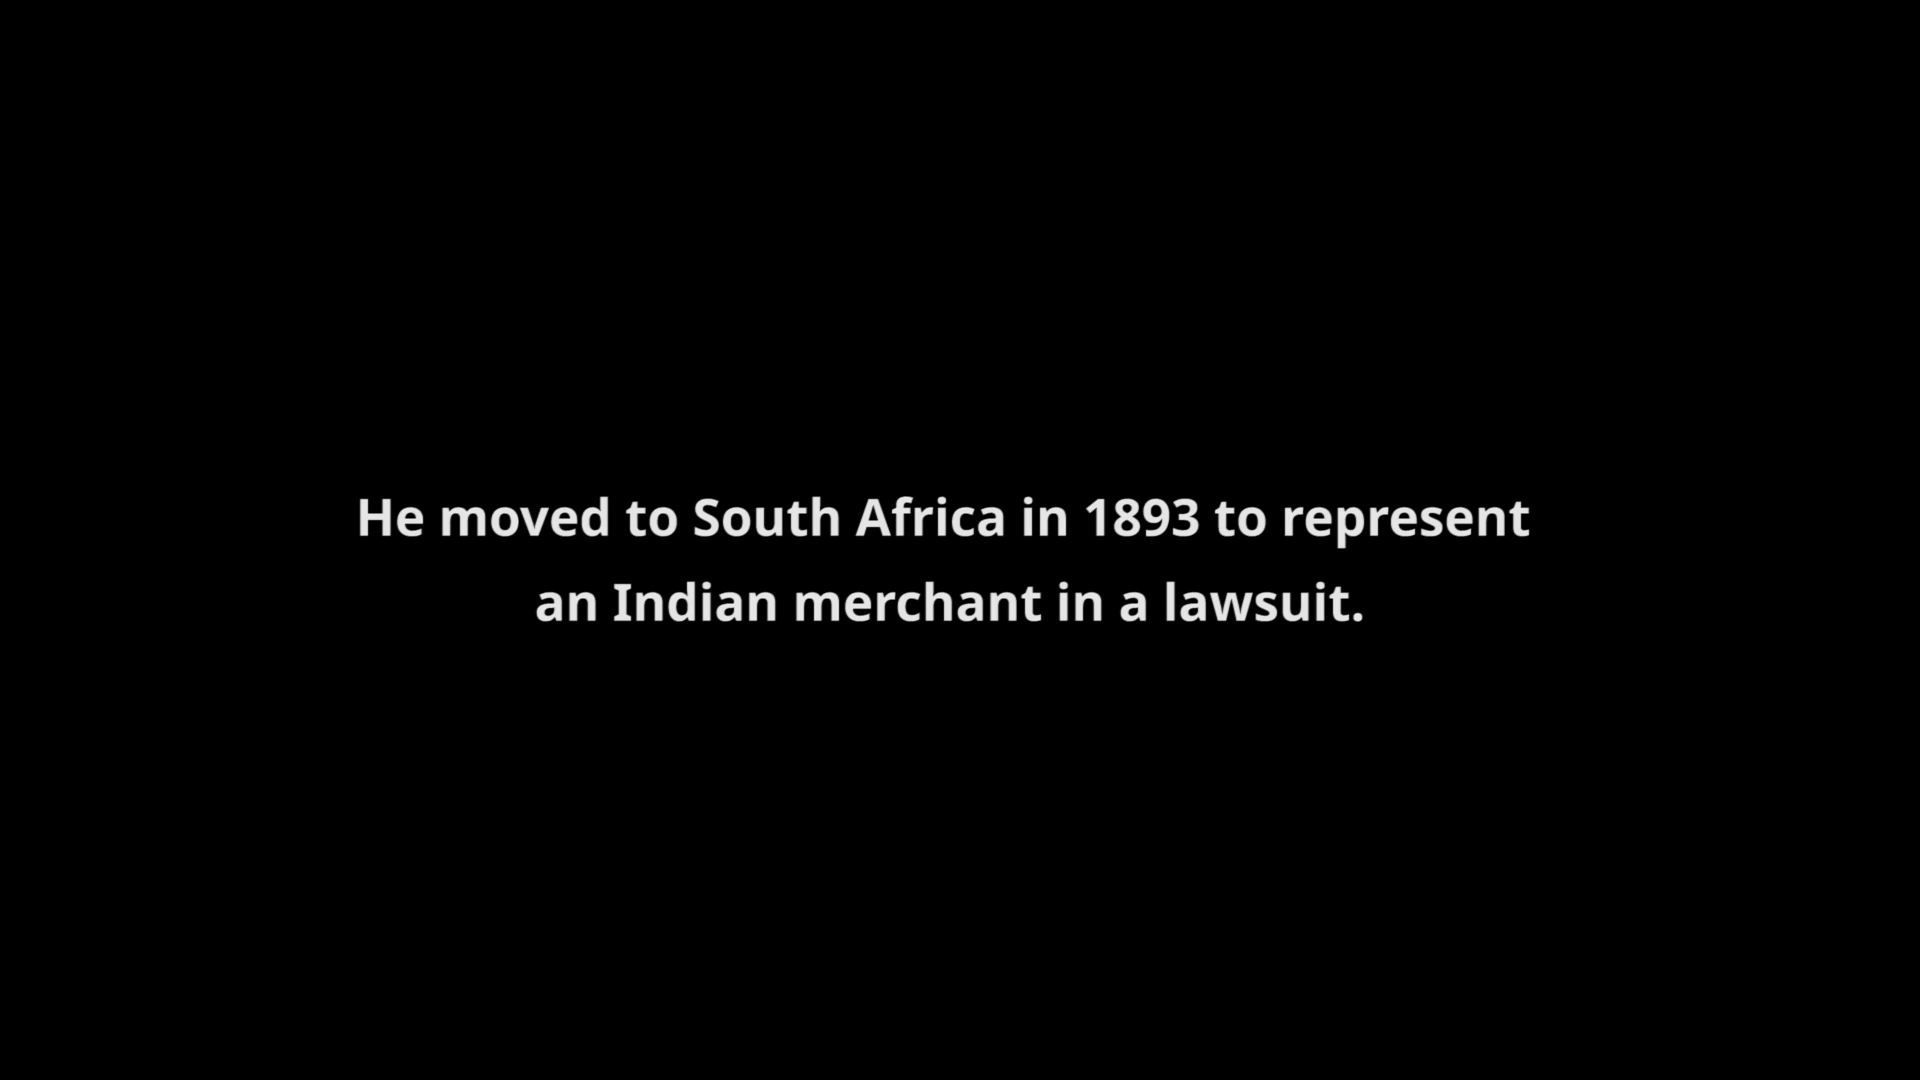 He moved to South Africa in 1893 to represent
an Indian merchant in a lawsuit.